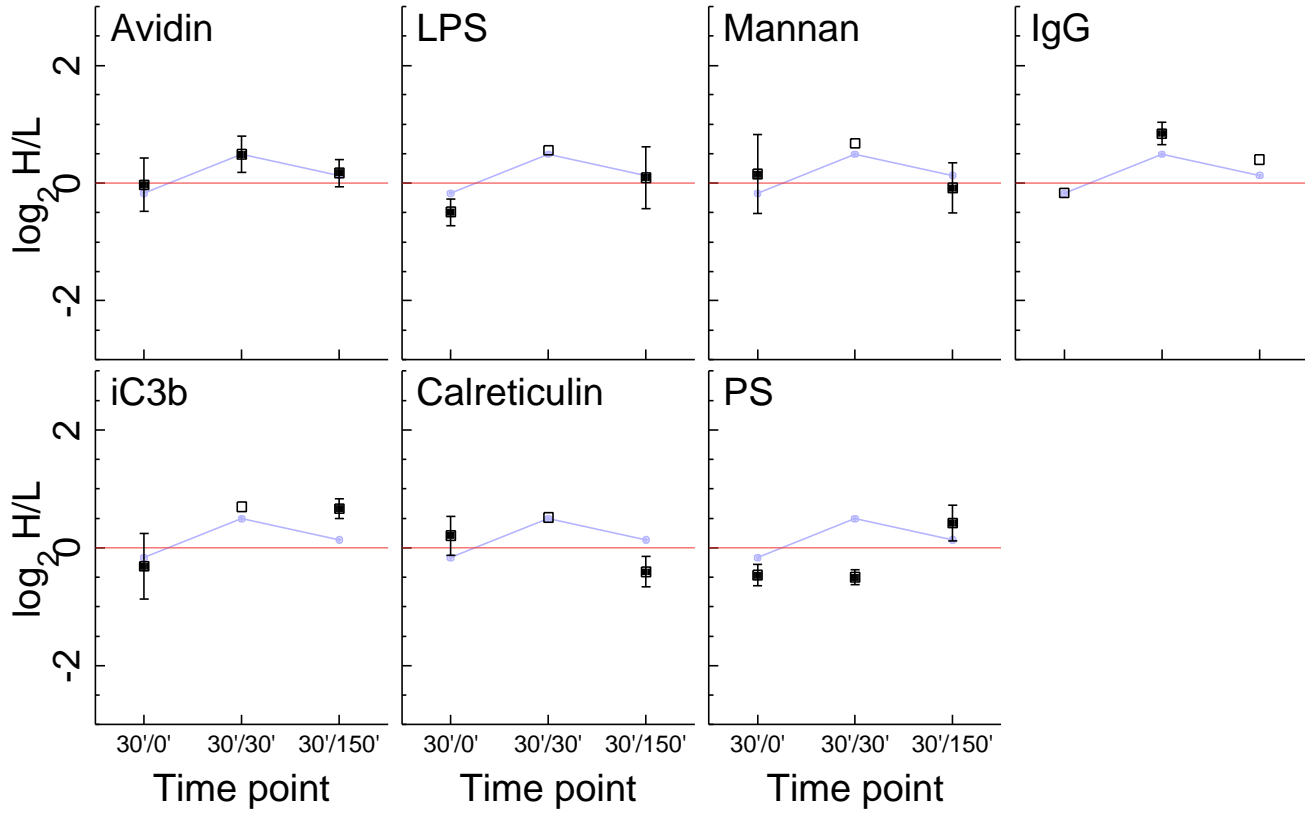 Avidin LPS Mannan IgG
2
0
-2
log2 H/L
iC3b Calreticulin PS
2
0
-2
log2 H/L
30'/0' 30'/30' 30'/150' 30'/0' 30'/30' 30'/150' 30'/0' 30'/30' 30'/150'
Time point Time point Time point